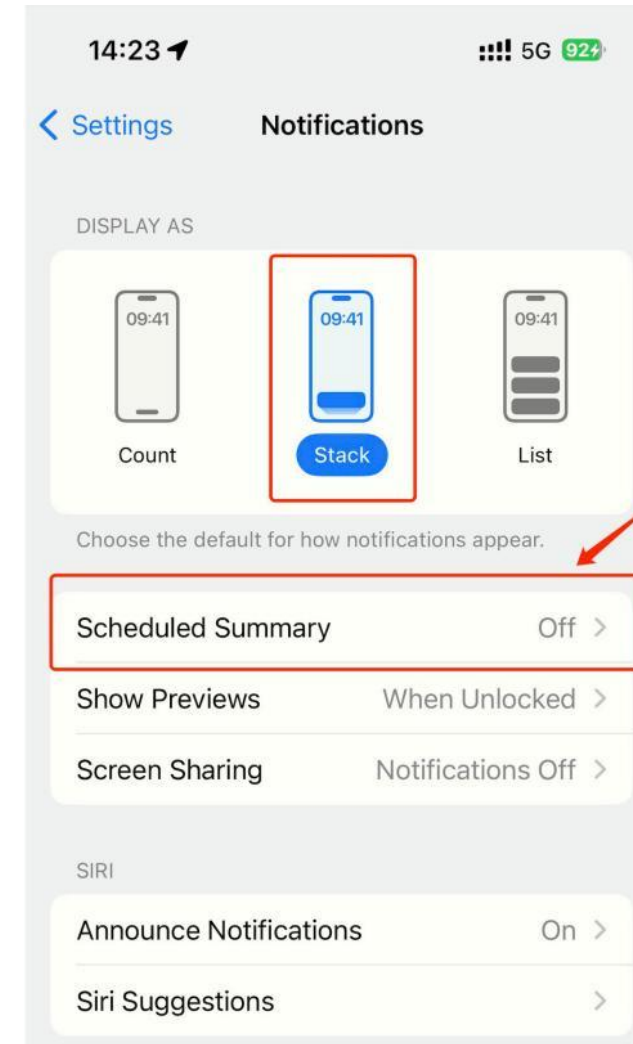 14:23 5G 92
Settings Notifications
DISPLAY AS
09:41 09:41 09:41
Count Stack List
Choose the default for how notifications appear.
Scheduled Summary Off
Show Previews When Unlocked
Screen Sharing Notifications Off
SIRI
Announce Notifications On
Siri Suggestions